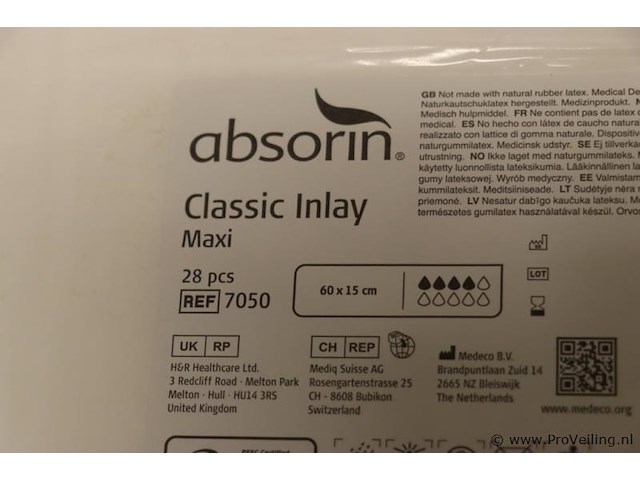 absorin®
Classic Inlay
Maxi
28 pcs
REF 7050
60 x 15 cm
GB Not made with natural rubber latex. Medical De
Naturkautschuklatex hergestellt. Medizinprodukt. N
Medisch hulpmiddel. FR Ne contient pas de latex d
medical. ES No hecho con látex de caucho natura
realizzato con lattice di gomma naturale. Dispositiv
naturgummilatex. Medicinsk udstyr. SE Ej tillverka
utrustning. NO Ikke laget med naturgummilateks. M
käytetty luonnollista lateksikumia. Lääkinnällinen la
gumy lateksowej. Wyrób medyczny. EE Valmistam
kummilateksit. Meditsiiniseade. LT Sudėtyje nėra n
priemonė. LV Nesatur dabīgo kaučuka lateksu. M
természetes gumilatex használatával készül. Orvo
LOT
UK RP
H&R Healthcare Ltd.
3 Redcliff Road · Melton Park
Melton · Hull · HU14 3RS
United Kingdom
CH REP
Mediq Suisse AG
Rosengartenstrasse 25
CH - 8608 Bubikon
Switzerland
Medeco B.V.
Brandpuntlaan Zuid 14
2665 NZ Bleiswijk
The Netherlands
www.medeco.org
© www.ProVeiling.nl